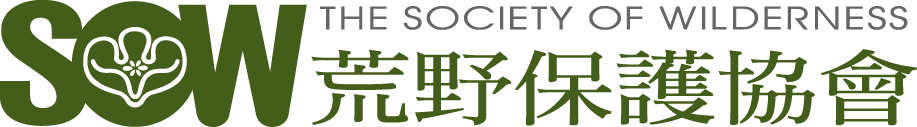 SOW
THE SOCIETY OF WILDERNESS
荒野保護協會